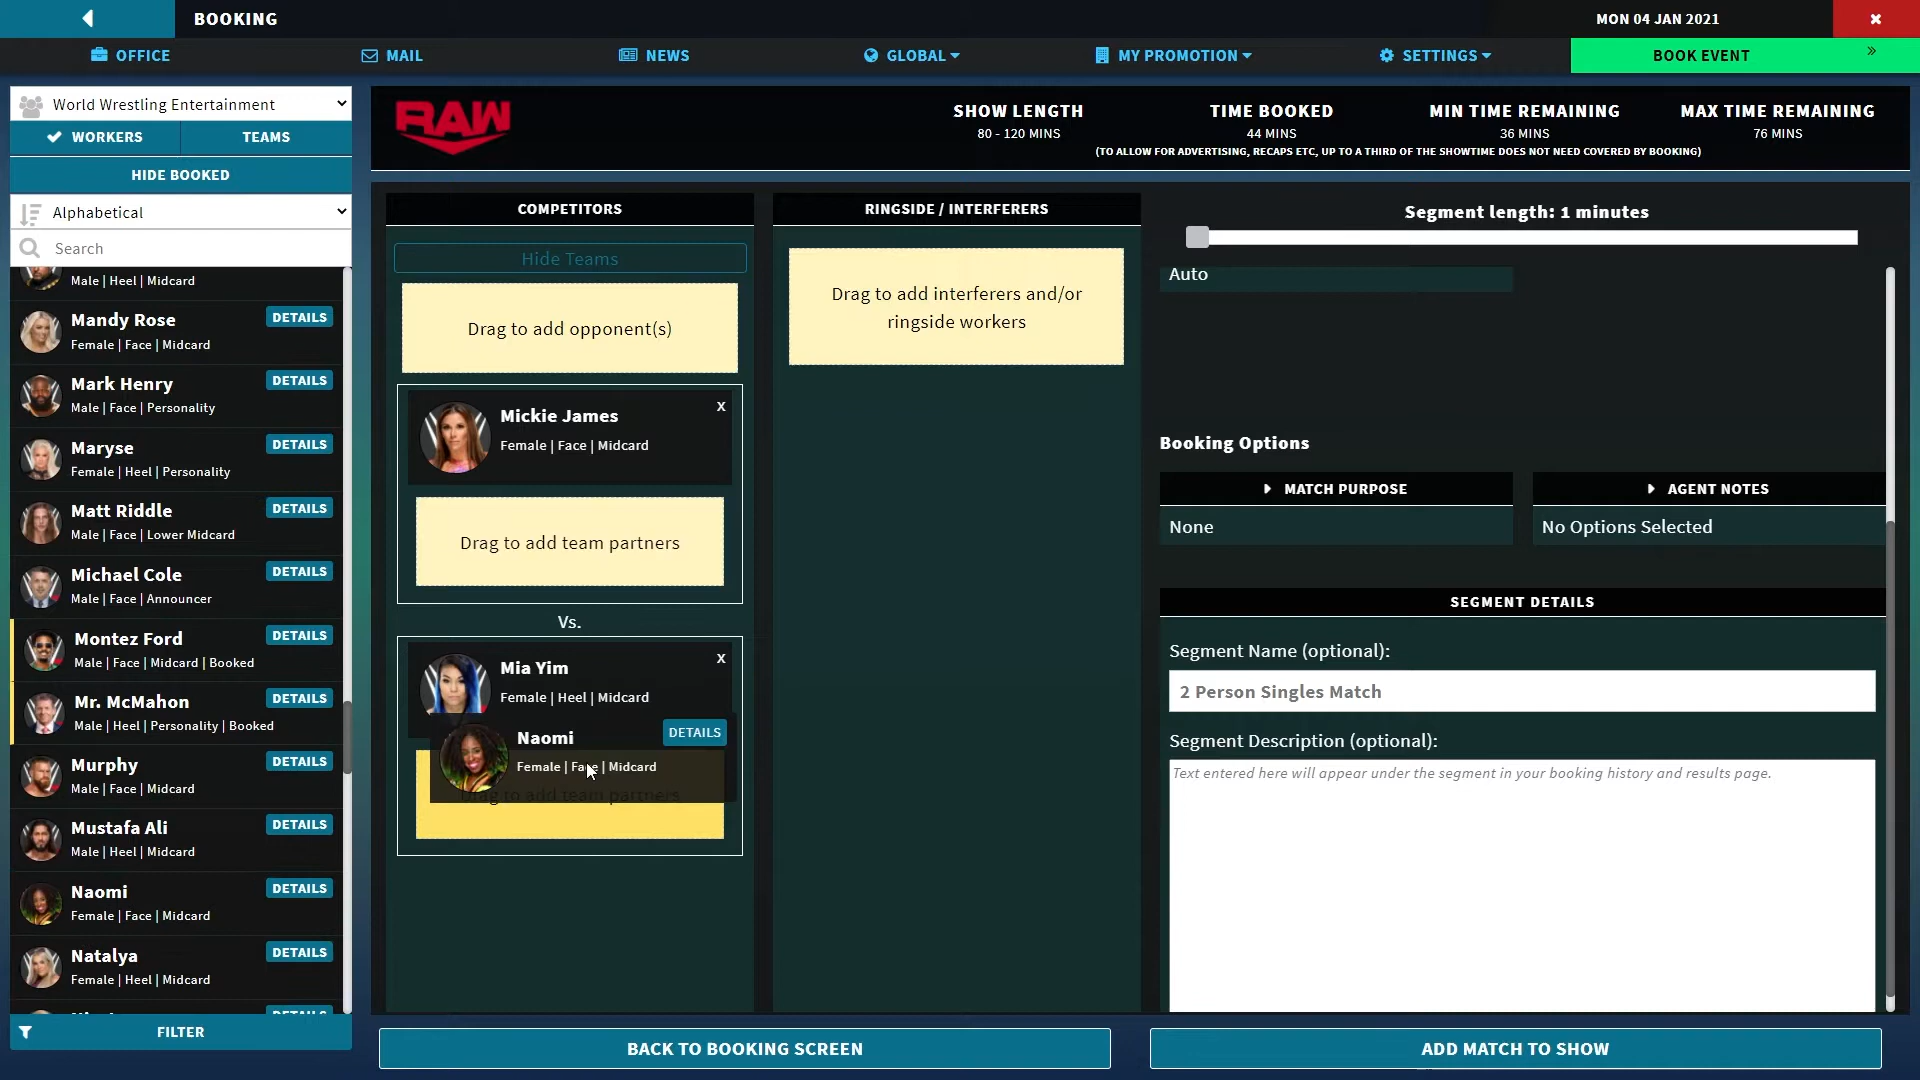 BOOKING
MON 04 JAN 2021
OFFICE
MAIL
NEWS
GLOBAL
MY PROMOTION
SETTINGS
BOOK EVENT
World Wrestling Entertainment
WORKERS
TEAMS
HIDE BOOKED
Alphabetical
Search
Male | Heel | Midcard
Mandy Rose
DETAILS
Female | Face | Midcard
Mark Henry
DETAILS
Male | Face | Personality
Maryse
DETAILS
Female | Heel | Personality
Matt Riddle
DETAILS
Male | Face | Lower Midcard
Michael Cole
DETAILS
Male | Face | Announcer
Montez Ford
DETAILS
Male | Face | Midcard | Booked
Mr. McMahon
DETAILS
Male | Heel | Personality | Booked
Murphy
DETAILS
Male | Face | Midcard
Mustafa Ali
DETAILS
Male | Heel | Midcard
Naomi
DETAILS
Female | Face | Midcard
Natalya
DETAILS
Female | Heel | Midcard
DETAILS
FILTER
RAW
SHOW LENGTH
80 - 120 MINS
TIME BOOKED
44 MINS
MIN TIME REMAINING
36 MINS
MAX TIME REMAINING
76 MINS
(TO ALLOW FOR ADVERTISING, RECAPS ETC, UP TO A THIRD OF THE SHOWTIME DOES NOT NEED COVERED BY BOOKING)
COMPETITORS
Hide Teams
Drag to add opponent(s)
Mickie James
X
Female | Face | Midcard
Drag to add team partners
Vs.
Mia Yim
X
Female | Heel | Midcard
Naomi
DETAILS
Female | Face | Midcard
Drag to add team partners
RINGSIDE / INTERFERERS
Drag to add interferers and/or
ringside workers
Segment length: 1 minutes
Auto
Booking Options
MATCH PURPOSE
None
AGENT NOTES
No Options Selected
SEGMENT DETAILS
Segment Name (optional):
2 Person Singles Match
Segment Description (optional):
Text entered here will appear under the segment in your booking history and results page.
BACK TO BOOKING SCREEN
ADD MATCH TO SHOW